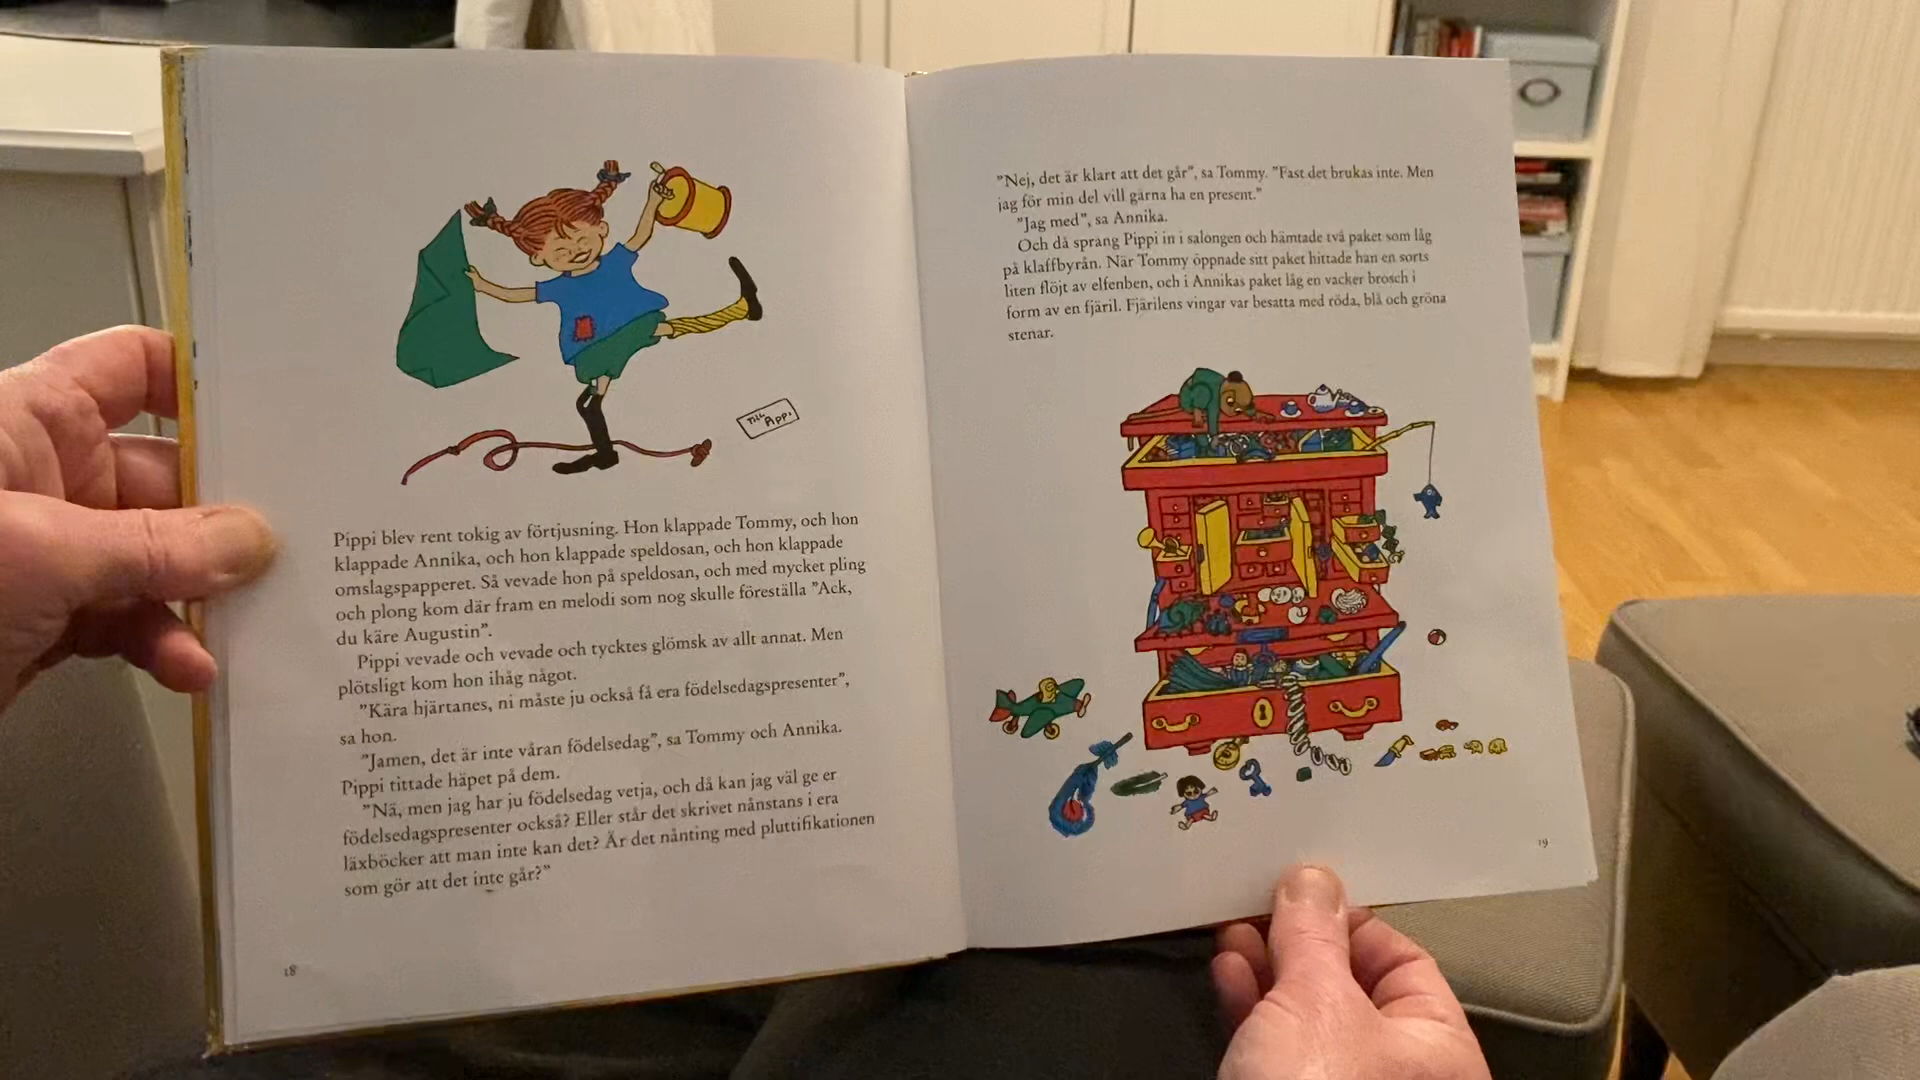 TILL
PIPPI
Pippi blev rent tokig av förtjusning. Hon klappade Tommy, och hon
klappade Annika, och hon klappade speldosan, och hon klappade
omslagspapperet. Så vevade hon på speldosan, och med mycket pling
och plong kom där fram en melodi som nog skulle föreställa ”Ack,
du käre Augustin”.
Pippi vevade och vevade och tycktes glömsk av allt annat. Men
plötsligt kom hon ihåg något.
”Kära hjärtanes, ni måste ju också få era födelsedagspresenter”,
sa hon.
”Jamen, det är inte våran födelsedag”, sa Tommy och Annika.
Pippi tittade häpet på dem.
”Nä, men jag har ju födelsedag vetja, och då kan jag väl ge er
födelsedagspresenter också? Eller står det skrivet nånstans i era
läxböcker att man inte kan det? Är det nånting med pluttifikationen
som gör att det inte går?”
18
”Nej, det är klart att det går”, sa Tommy. ”Fast det brukas inte. Men
jag för min del vill gärna ha en present.”
”Jag med”, sa Annika.
Och då sprang Pippi in i salongen och hämtade två paket som låg
på klaffbyrån. När Tommy öppnade sitt paket hittade han en sorts
liten flöjt av elfenben, och i Annikas paket låg en vacker brosch i
form av en fjäril. Fjärilens vingar var besatta med röda, blå och gröna
stenar.
19